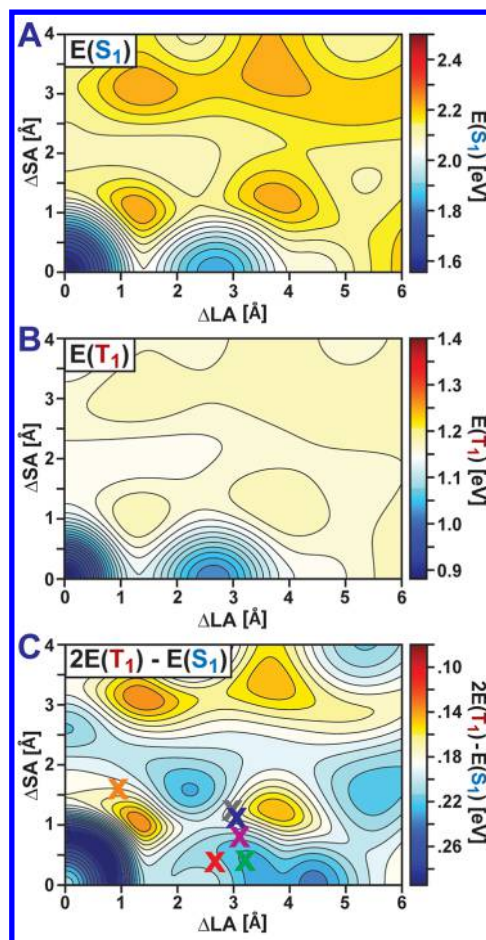 A
E(S₁)
4
3
2
1
0
ΔSA [Å]
0 1 2 3 4 5 6
ΔLA [Å]
2.4
2.2
2.0
1.8
1.6
E(S₁) [eV]
B
E(T₁)
4
3
2
1
0
ΔSA [Å]
0 1 2 3 4 5 6
ΔLA [Å]
1.4
1.3
1.2
1.1
1.0
0.9
E(T₁) [eV]
C
2E(T₁) - E(S₁)
4
3
2
1
0
ΔSA [Å]
0 1 2 3 4 5 6
ΔLA [Å]
.10
.14
.18
.22
.26
2E(T₁)-E(S₁) [eV]
X
X
X
X
X
X